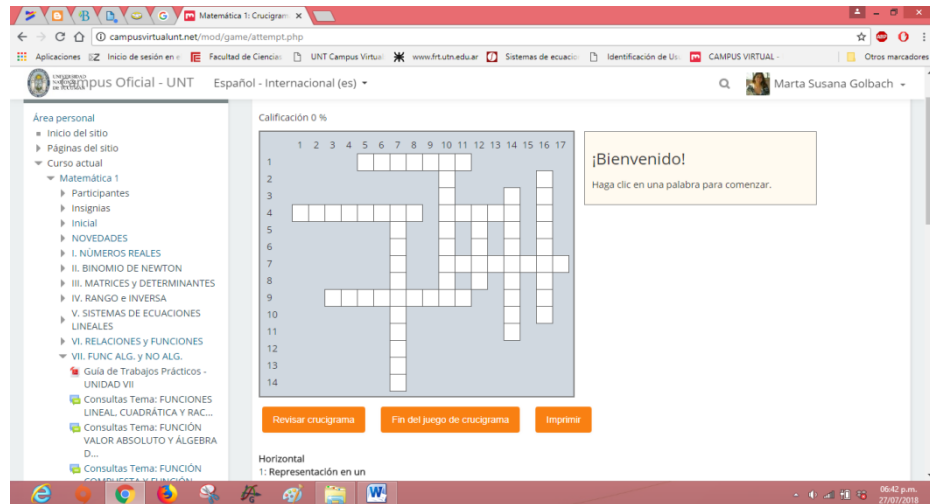 Matemática 1: Crucigram
campusvirtualunt.net/mod/game/attempt.php
Aplicaciones
Inicio de sesión en e
Facultad de Ciencias
UNT Campus Virtual
www.frt.utn.edu.ar
Sistemas de ecuacio
Identificación de Usu
CAMPUS VIRTUAL -
Otros marcadores
Campus Oficial - UNT
Español - Internacional (es)
Marta Susana Golbach
Área personal
Inicio del sitio
Páginas del sitio
Curso actual
Matemática 1
Participantes
Insignias
Inicial
NOVEDADES
I. NÚMEROS REALES
II. BINOMIO DE NEWTON
III. MATRICES y DETERMINANTES
IV. RANGO e INVERSA
V. SISTEMAS DE ECUACIONES
LINEALES
VI. RELACIONES y FUNCIONES
VII. FUNC ALG. y NO ALG.
Guía de Trabajos Prácticos -
UNIDAD VII
Consultas Tema: FUNCIONES
LINEAL, CUADRÁTICA Y RAC...
Consultas Tema: FUNCIÓN
VALOR ABSOLUTO Y ÁLGEBRA
D...
Consultas Tema: FUNCIÓN
COMPUESTA Y FUNCIÓN
Calificación 0 %
1 2 3 4 5 6 7 8 9 10 11 12 13 14 15 16 17
1
2
3
4
5
6
7
8
9
10
11
12
13
14
¡Bienvenido!
Haga clic en una palabra para comenzar.
Revisar crucigrama
Fin del juego de crucigrama
Imprimir
Horizontal
1: Representación en un
06:42 p.m.
27/07/2018